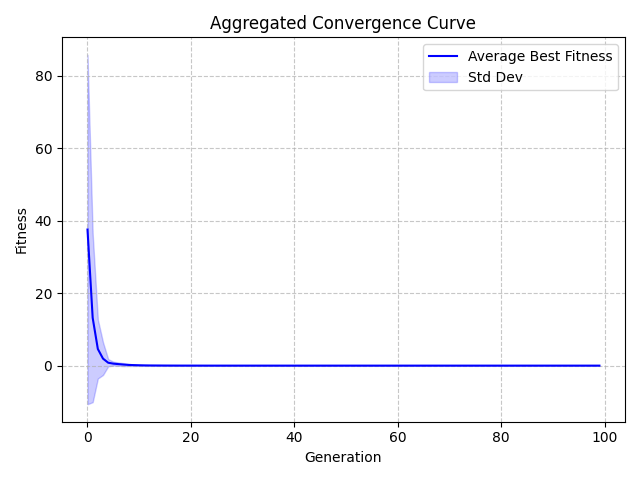 Aggregated Convergence Curve
Average Best Fitness
Std Dev
Fitness
80
60
40
20
0
0 20 40 60 80 100
Generation